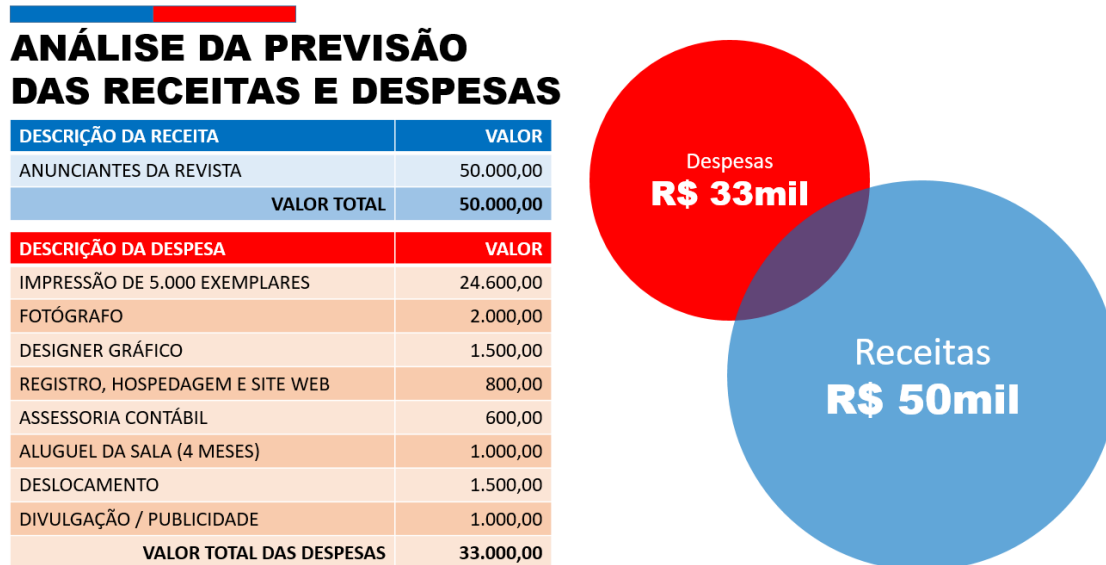 ANÁLISE DA PREVISÃO
DAS RECEITAS E DESPESAS
DESCRIÇÃO DA RECEITA VALOR
ANUNCIANTES DA REVISTA 50.000,00
VALOR TOTAL 50.000,00
DESCRIÇÃO DA DESPESA VALOR
IMPRESSÃO DE 5.000 EXEMPLARES 24.600,00
FOTÓGRAFO 2.000,00
DESIGNER GRÁFICO 1.500,00
REGISTRO, HOSPEDAGEM E SITE WEB 800,00
ASSESSORIA CONTÁBIL 600,00
ALUGUEL DA SALA (4 MESES) 1.000,00
DESLOCAMENTO 1.500,00
DIVULGAÇÃO / PUBLICIDADE 1.000,00
VALOR TOTAL DAS DESPESAS 33.000,00
Despesas
R$ 33mil
Receitas
R$ 50mil